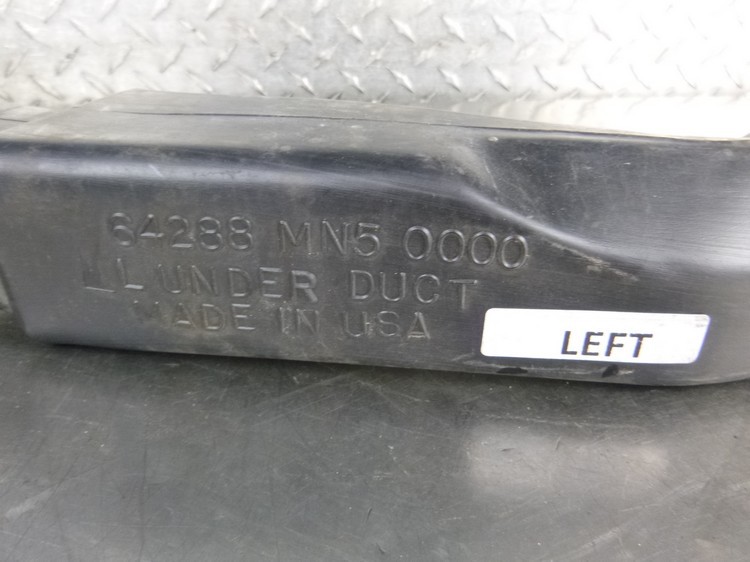 64288 MN5 0000
L UNDER DUCT
MADE IN USA
LEFT